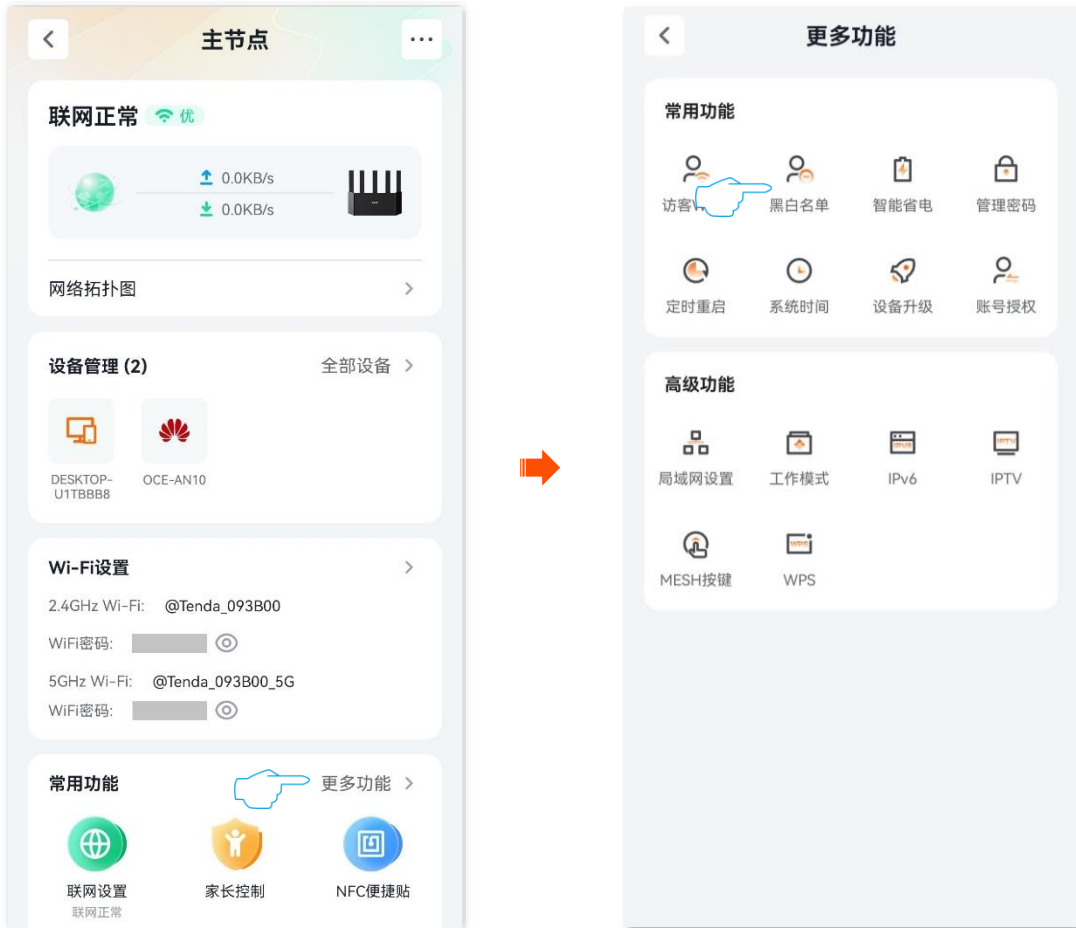 主节点
联网正常 优
0.0KB/s
0.0KB/s
网络拓扑图
设备管理 (2) 全部设备
DESKTOP-
U1TBBB8
OCE-AN10
Wi-Fi设置
2.4GHz Wi-Fi: @Tenda_093B00
WiFi密码:
5GHz Wi-Fi: @Tenda_093B00_5G
WiFi密码:
常用功能 更多功能
联网设置 家长控制 NFC便捷贴
联网正常
更多功能
常用功能
访客 黑白名单 智能省电 管理密码
定时重启 系统时间 设备升级 账号授权
高级功能
IPV6 IPTV
局域网设置 工作模式 IPv6 IPTV
WPS
MESH按键 WPS